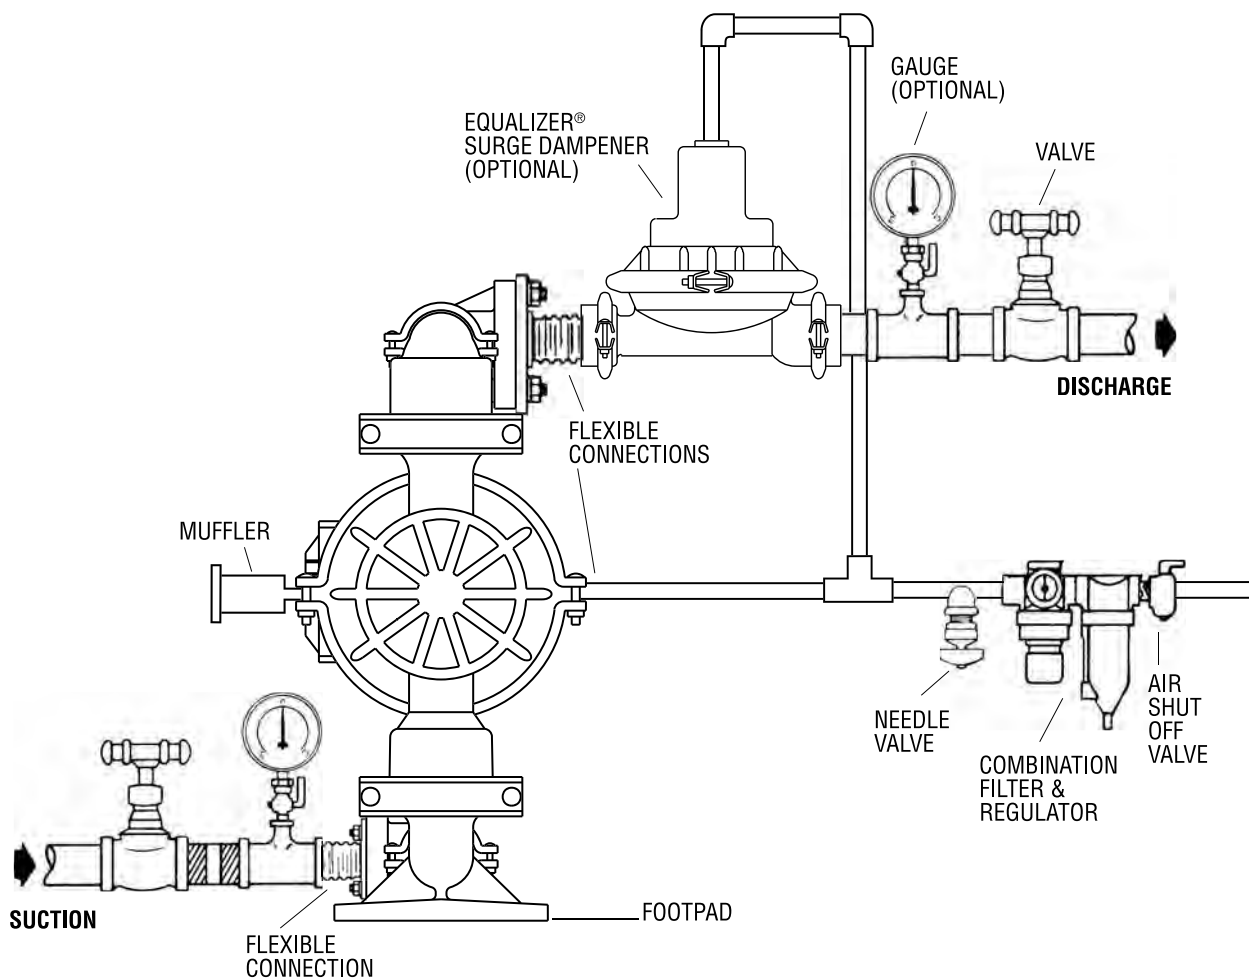 GAUGE
(OPTIONAL)
EQUALIZER®
SURGE DAMPENER
(OPTIONAL)
VALVE
DISCHARGE
FLEXIBLE
CONNECTIONS
MUFFLER
NEEDLE
VALVE
COMBINATION
FILTER &
REGULATOR
AIR
SHUT
OFF
VALVE
SUCTION
FOOTPAD
FLEXIBLE
CONNECTION